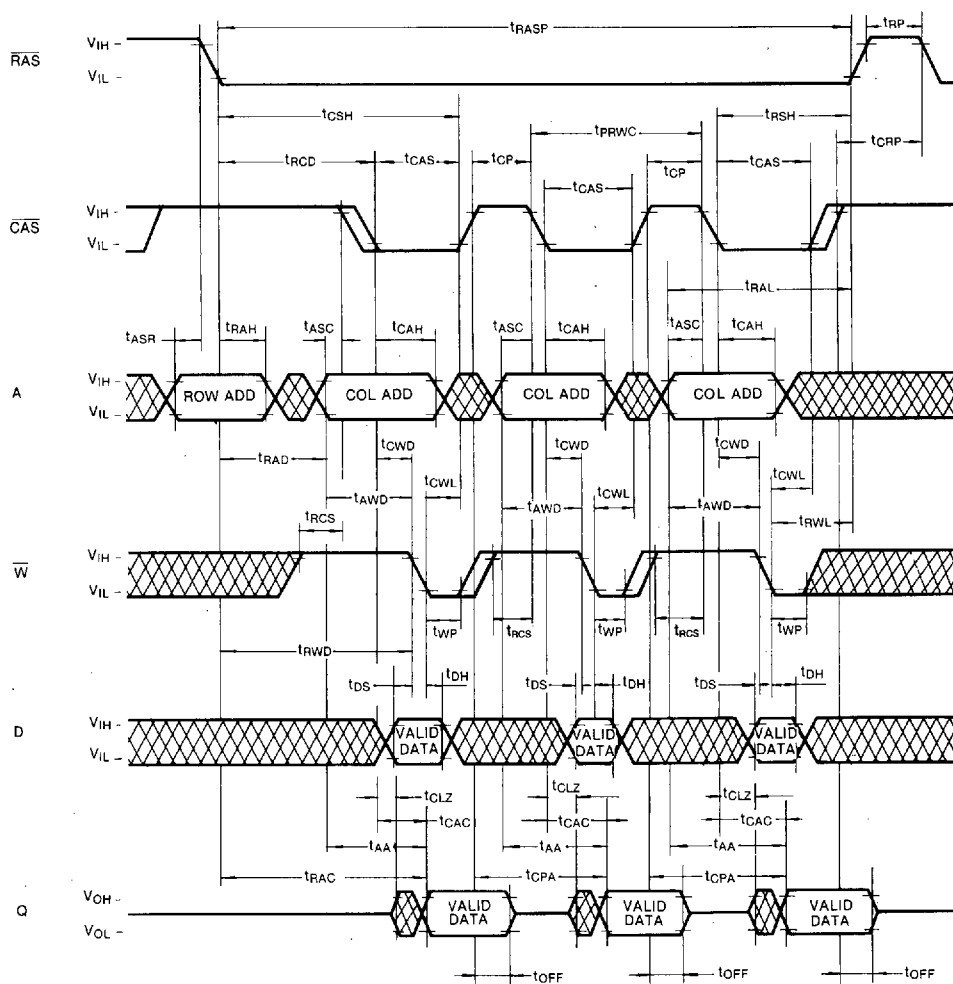 tRASP tRP
RAS VIH VIL
tCSH tPRWC tRSH tCRP
tRCD tCAS tCP tCAS tCP tCAS
CAS VIH VIL
tRAL
tASR tRAH tASC tCAH tASC tCAH tASC tCAH
A VIH VIL ROW ADD COL ADD COL ADD COL ADD
tCWD tCWD tCWD
tRAD tCWL tCWL tCWL
tAWD tAWD tAWD
tRCS tRWL
W VIH VIL
tWP tRCS tWP tRCS tWP
tRWD
tDS tDH tDS tDH tDS tDH
D VIH VIL VALID DATA VALID DATA VALID DATA
tCLZ tCLZ tCLZ
tCAC tCAC tCAC
tAA tAA tAA
tRAC tCPA tCPA
Q VOH VOL VALID DATA VALID DATA VALID DATA
tOFF tOFF tOFF